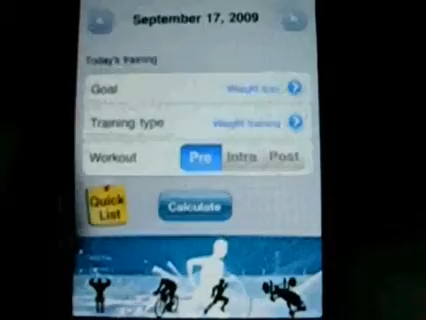 September 17, 2009
Today's training
Goal Weight loss
Training type Weight training
Workout Pre Intra Post
Quick
List
Calculate